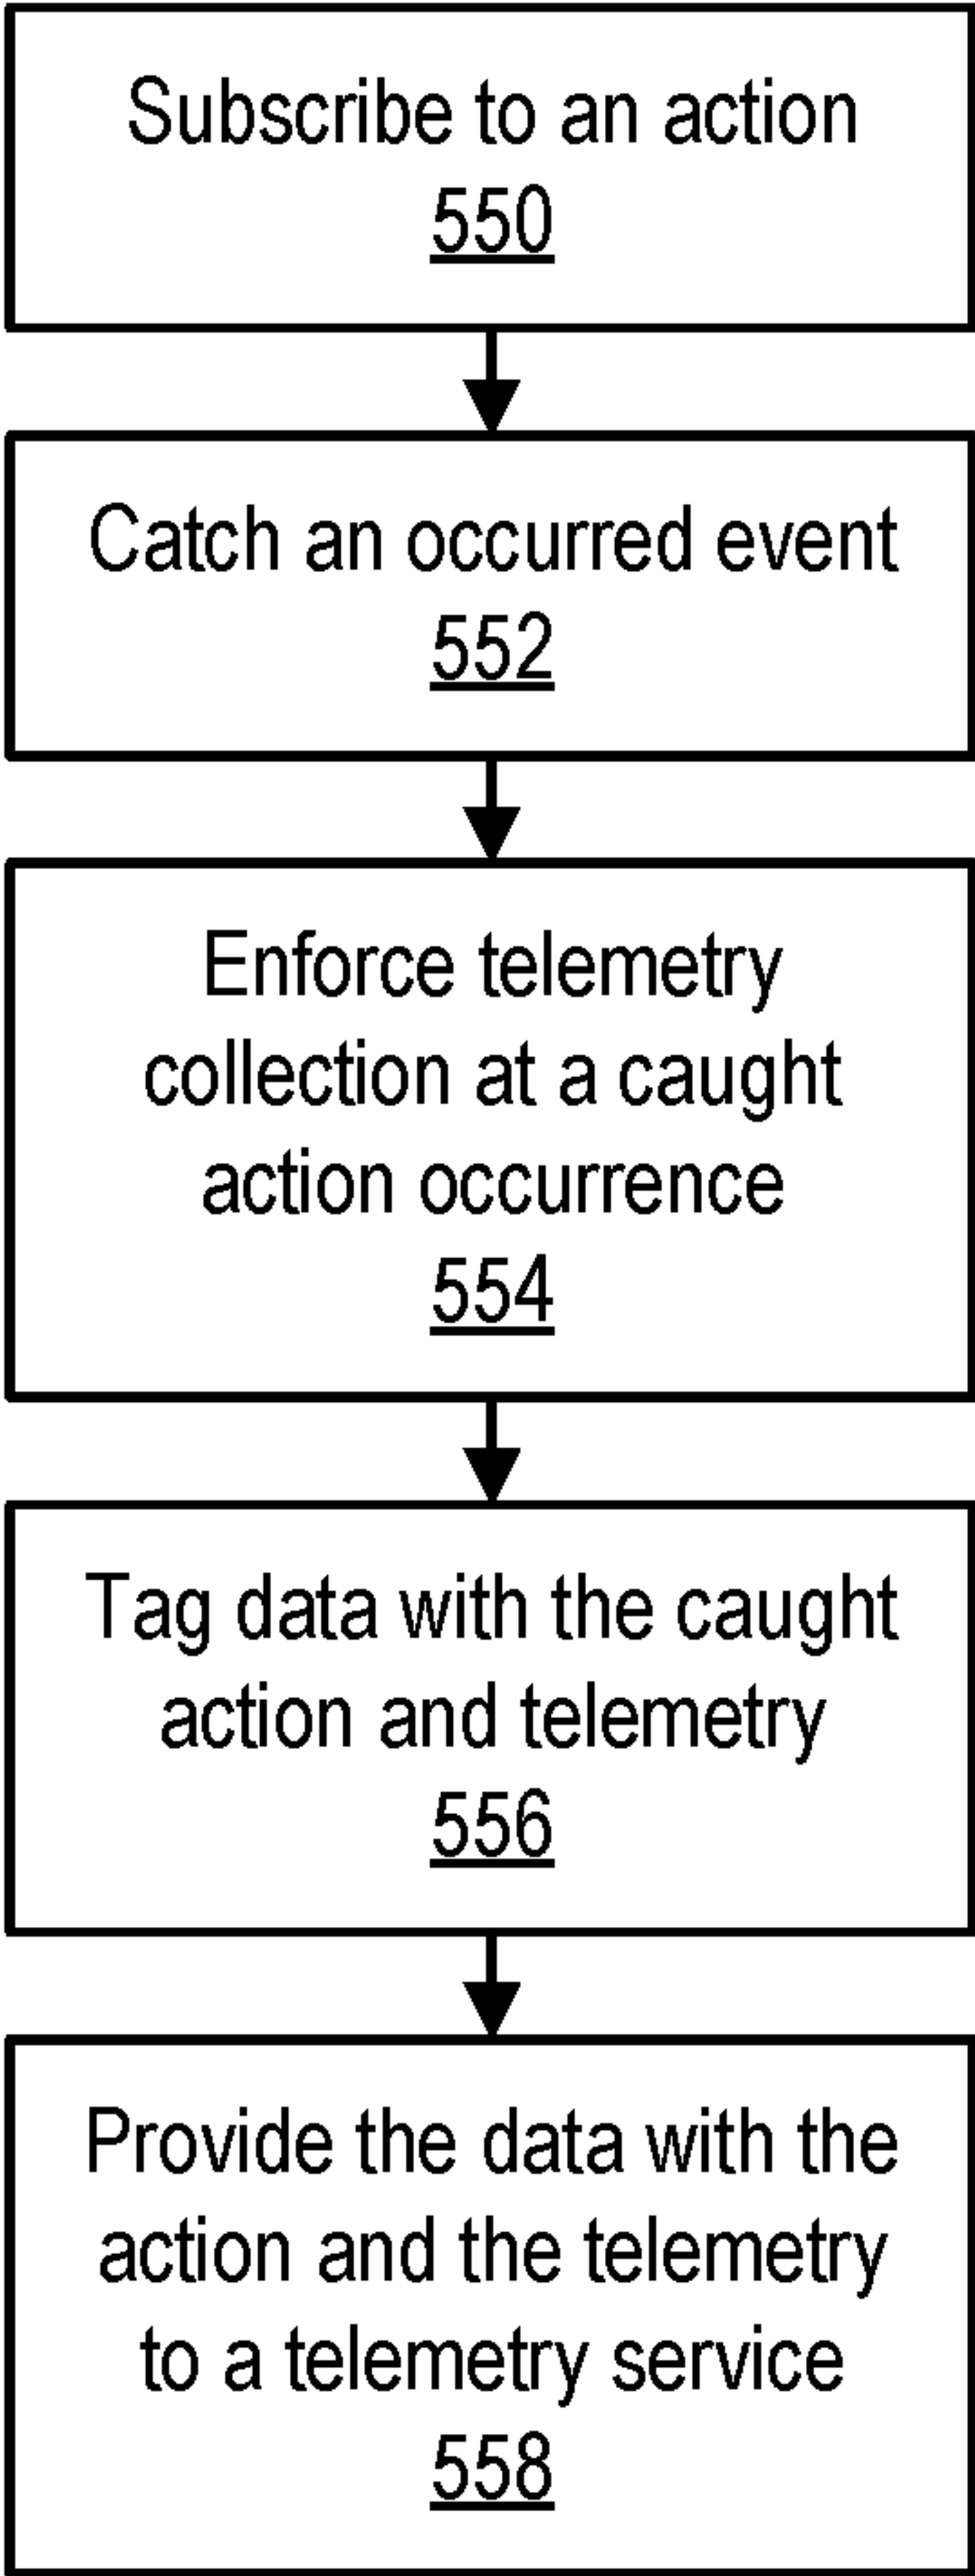 Subscribe to an action
550
Catch an occurred event
552
Enforce telemetry
collection at a caught
action occurrence
554
Tag data with the caught
action and telemetry
556
Provide the data with the
action and the telemetry
to a telemetry service
558